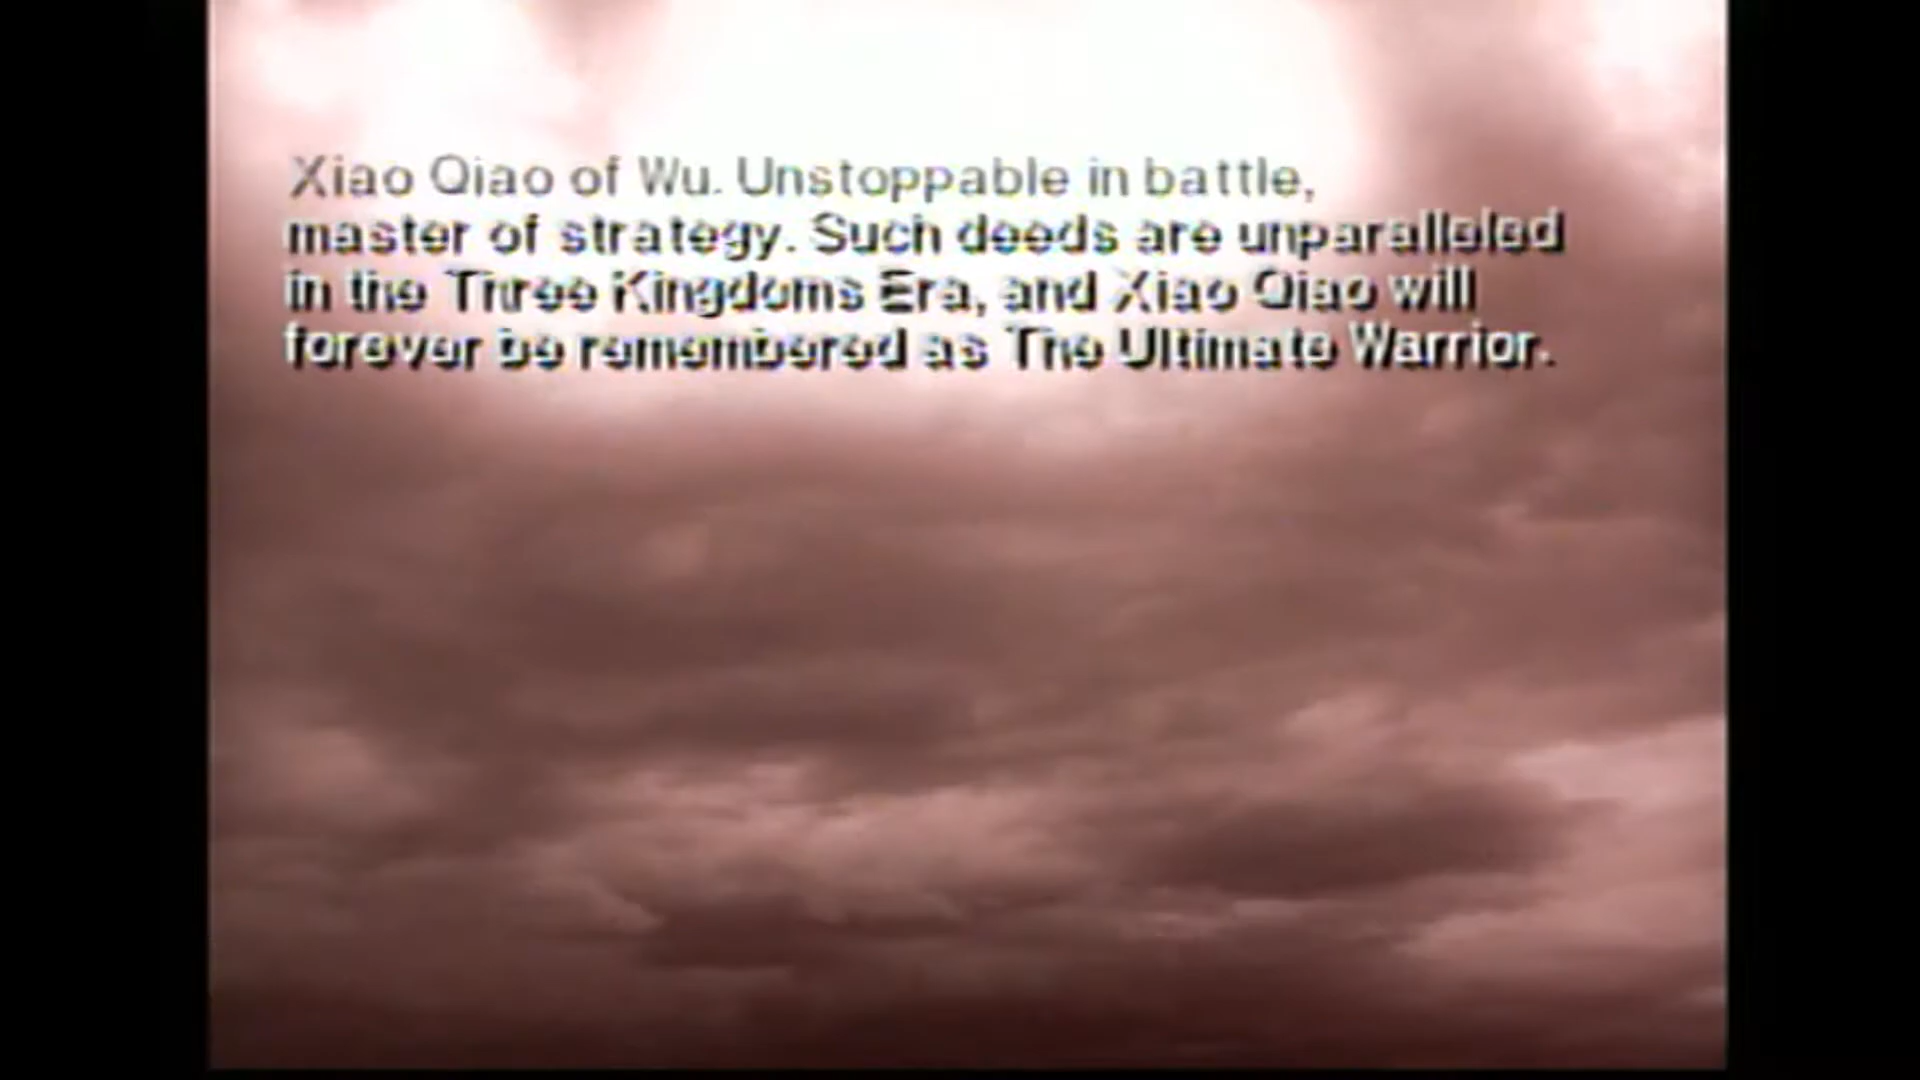 Xiao Qiao of Wu. Unstoppable in battle,
master of strategy. Such deeds are unparalleled
in the Three Kingdoms Era, and Xiao Qiao will
forever be remembered as The Ultimate Warrior.